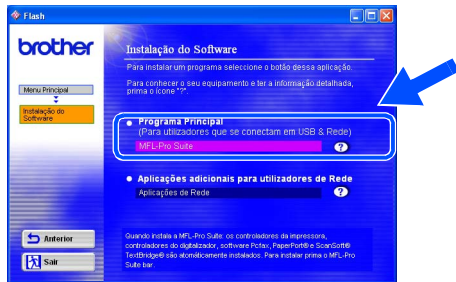 Flash
brother
Instalação do Software
Para instalar um programa seleccione o botão dessa aplicação.
Para conhecer o seu equipamento e ter a informação detalhada,
prima o ícone "?".
Menu Principal
Instalação do
Software
Programa Principal
(Para utilizadores que se conectam em USB & Rede)
MFL-Pro Suite
?
Aplicações adicionais para utilizadores de Rede
Aplicações de Rede
?
Anterior
Sair
Quando instala a MFL-Pro Suite: os controladores da impressora,
controladores do digitalizador, software Pcfax, PaperPort® e ScanSoft®
TextBridge® são atomáticamente instalados. Para instalar prima o MFL-Pro
Suite bar.